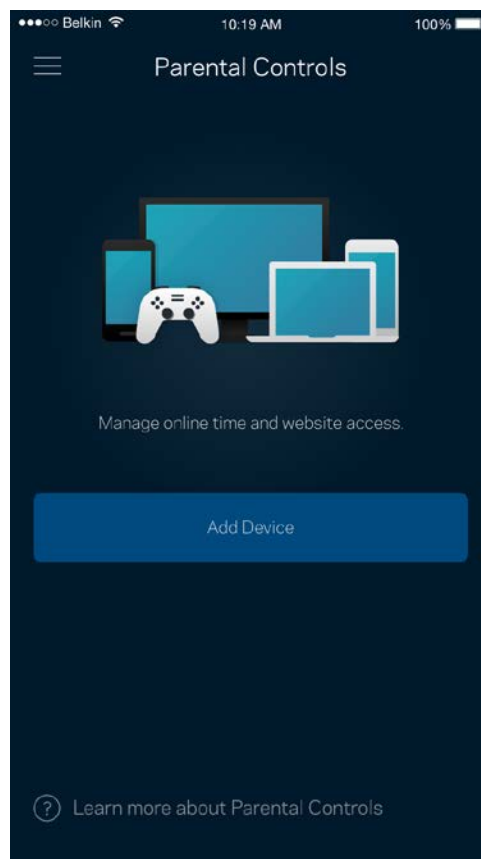 Belkin 10:19 AM 100%
Parental Controls
Manage online time and website access.
Add Device
? Learn more about Parental Controls